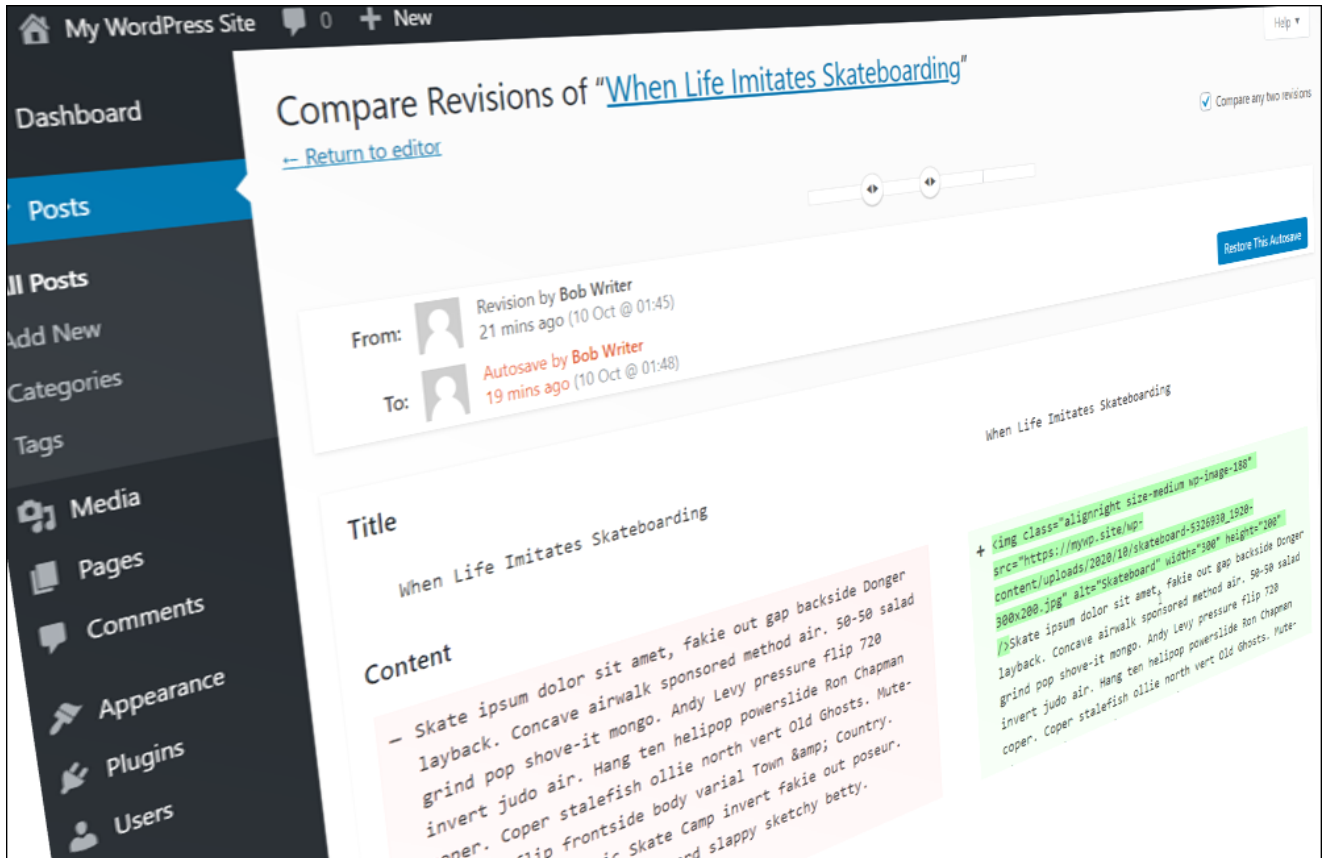 My WordPress Site
0
New
Help
Dashboard
Posts
All Posts
Add New
Categories
Tags
Media
Pages
Comments
Appearance
Plugins
Users
Compare Revisions of “When Life Imitates Skateboarding”
← Return to editor
Compare any two revisions
Restore This Autosave
From:
Revision by Bob Writer
21 mins ago (10 Oct @ 01:45)
To:
Autosave by Bob Writer
19 mins ago (10 Oct @ 01:48)
Title
When Life Imitates Skateboarding
Content
— Skate ipsum dolor sit amet, fakie out gap backside Donger
layback. Concave airwalk sponsored method air. 50-50 salad
grind pop shove-it mongo. Andy Levy pressure flip 720
invert judo air. Hang ten helipop powerslide Ron Chapman
coper. Coper stalefish ollie north vert Old Ghosts. Mute-
flip frontside body varial Town &amp; Country.
Skate Camp invert fakie out poseur.
slappy sketchy betty.
When Life Imitates Skateboarding
+ <img class="alignright size-medium wp-image-188"
src="https://mywp.site/wp-
content/uploads/2020/10/skateboard-5326930_1920-
300x200.jpg" alt="Skateboard" width="300" height="200"
/>Skate ipsum dolor sit amet, fakie out gap backside Donger
layback. Concave airwalk sponsored method air. 50-50 salad
grind pop shove-it mongo. Andy Levy pressure flip 720
invert judo air. Hang ten helipop powerslide Ron Chapman
coper. Coper stalefish ollie north vert Old Ghosts. Mute-